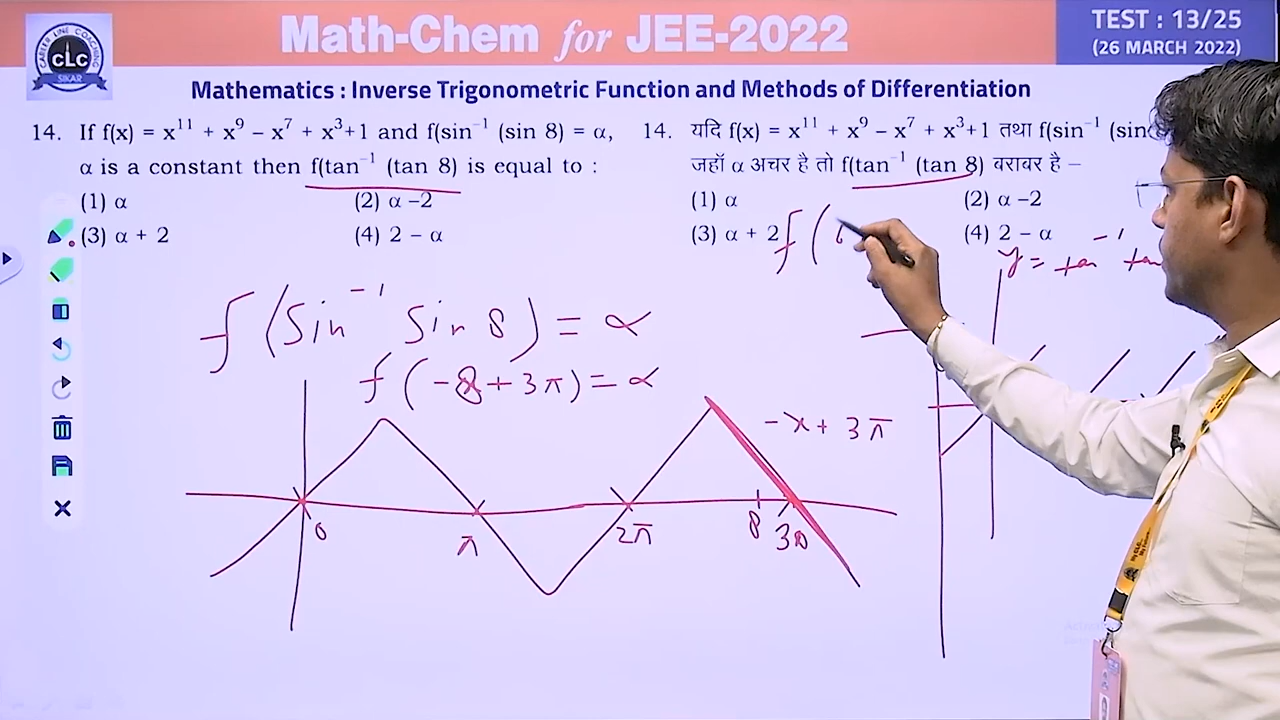 Math-Chem for JEE-2022
TEST : 13/25
(26 MARCH 2022)
CAREER LINE COACHING
CLC
SIKAR
Mathematics : Inverse Trigonometric Function and Methods of Differentiation
14. If f(x) = x¹¹ + x⁹ – x⁷ + x³+1 and f(sin⁻¹ (sin 8) = α,
α is a constant then f(tan⁻¹ (tan 8) is equal to :
(1) α (2) α –2
(3) α + 2 (4) 2 – α
14. यदि f(x) = x¹¹ + x⁹ – x⁷ + x³+1 तथा f(sin⁻¹ (sin
जहाँ α अचर है तो f(tan⁻¹ (tan 8) बराबर है –
(1) α (2) α –2
(3) α + 2 (4) 2 – α
f (
y = tan⁻¹ tan
f (Sin⁻¹ Sin 8) = α
f (-8 + 3π) = α
-x + 3π
0 π 2π 8 3π